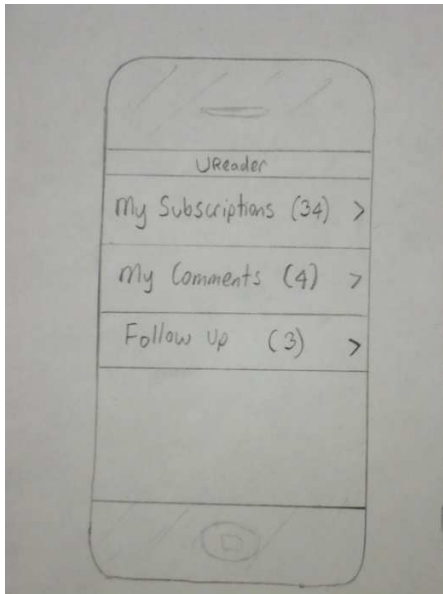 UReader
My Subscriptions (34) >
My Comments (4) >
Follow Up (3) >